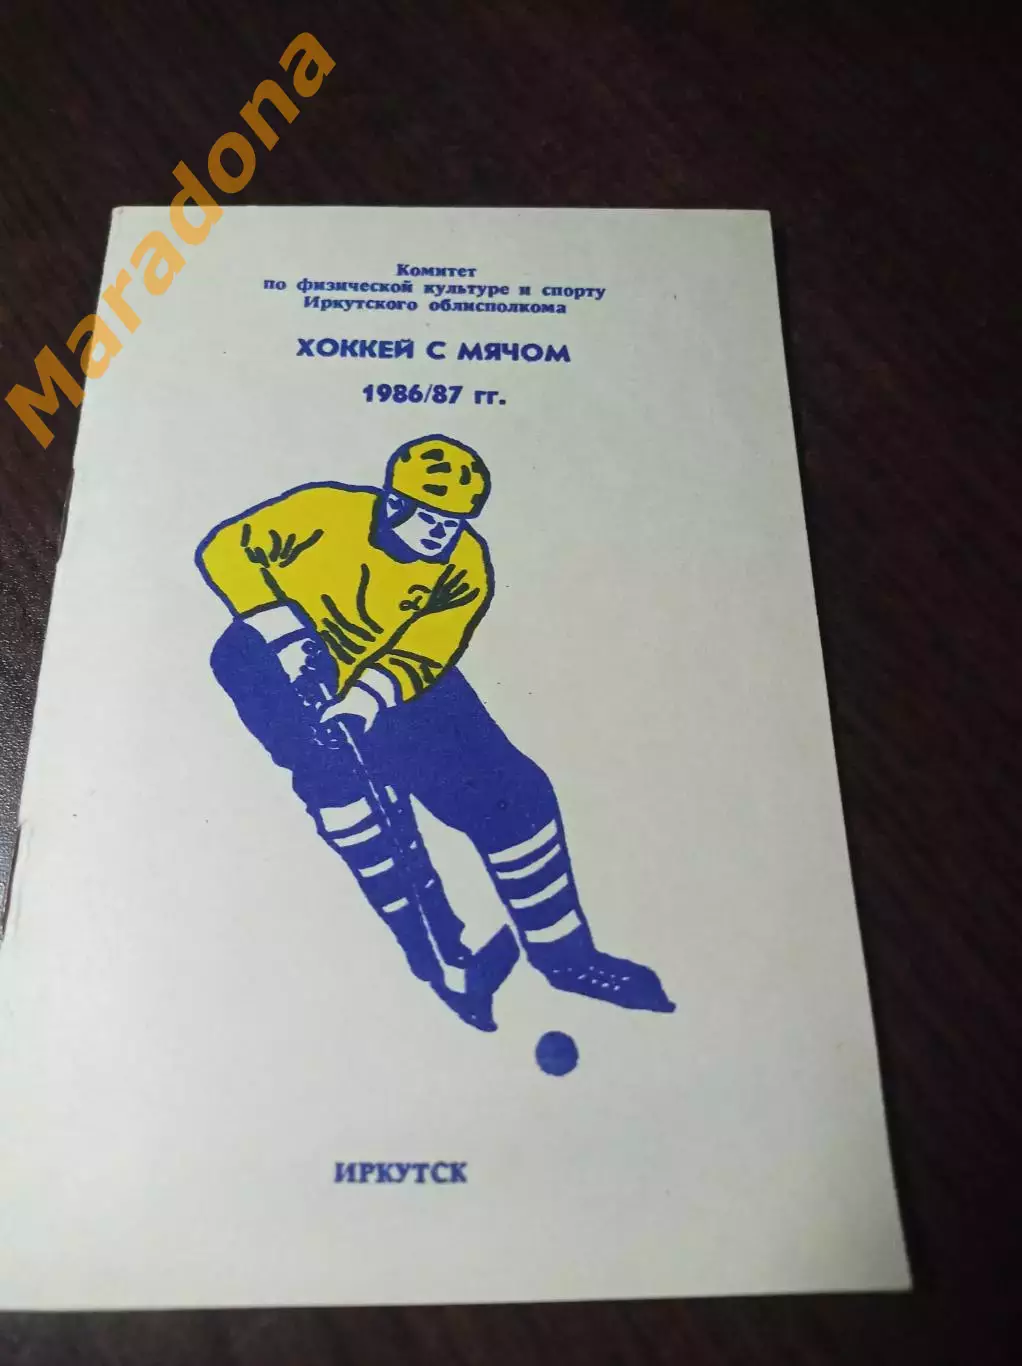 Maradona
Комитет
по физической культуре и спорту
Иркутского облисполкома
ХОККЕЙ С МЯЧОМ
1986/87 гг.
ИРКУТСК